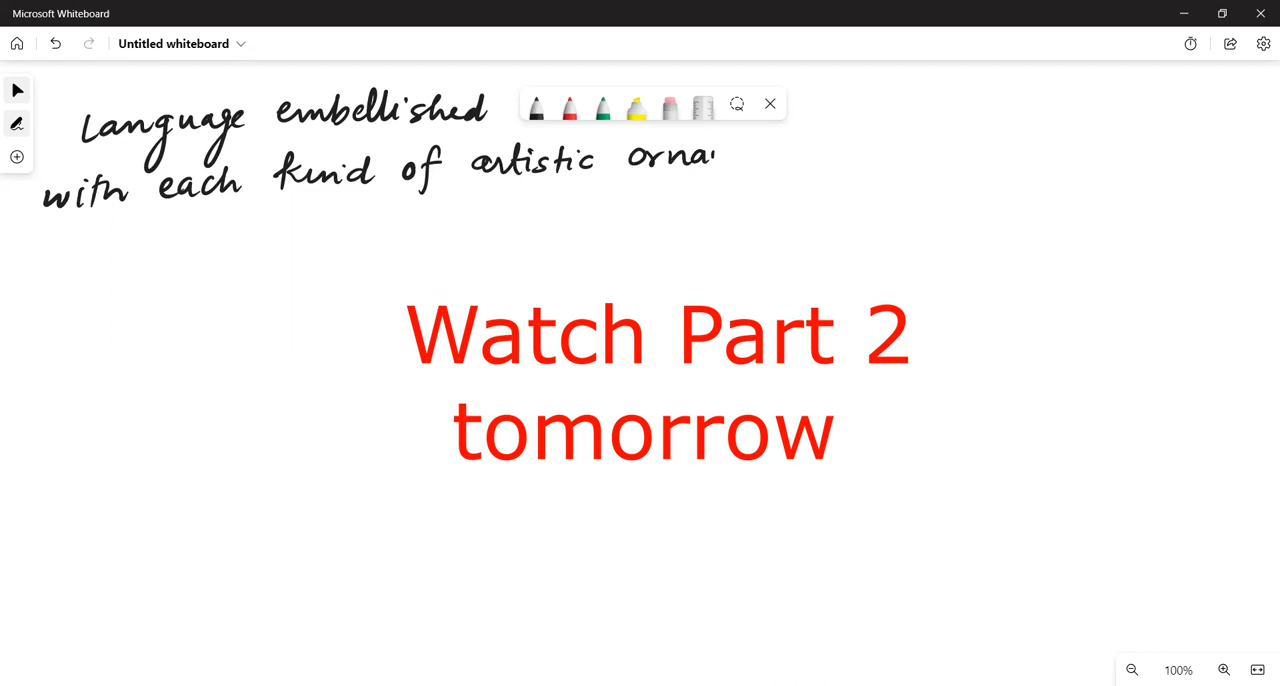 Microsoft Whiteboard
Untitled whiteboard
Language embellished
with each kind of artistic orna
Watch Part 2
tomorrow
100%